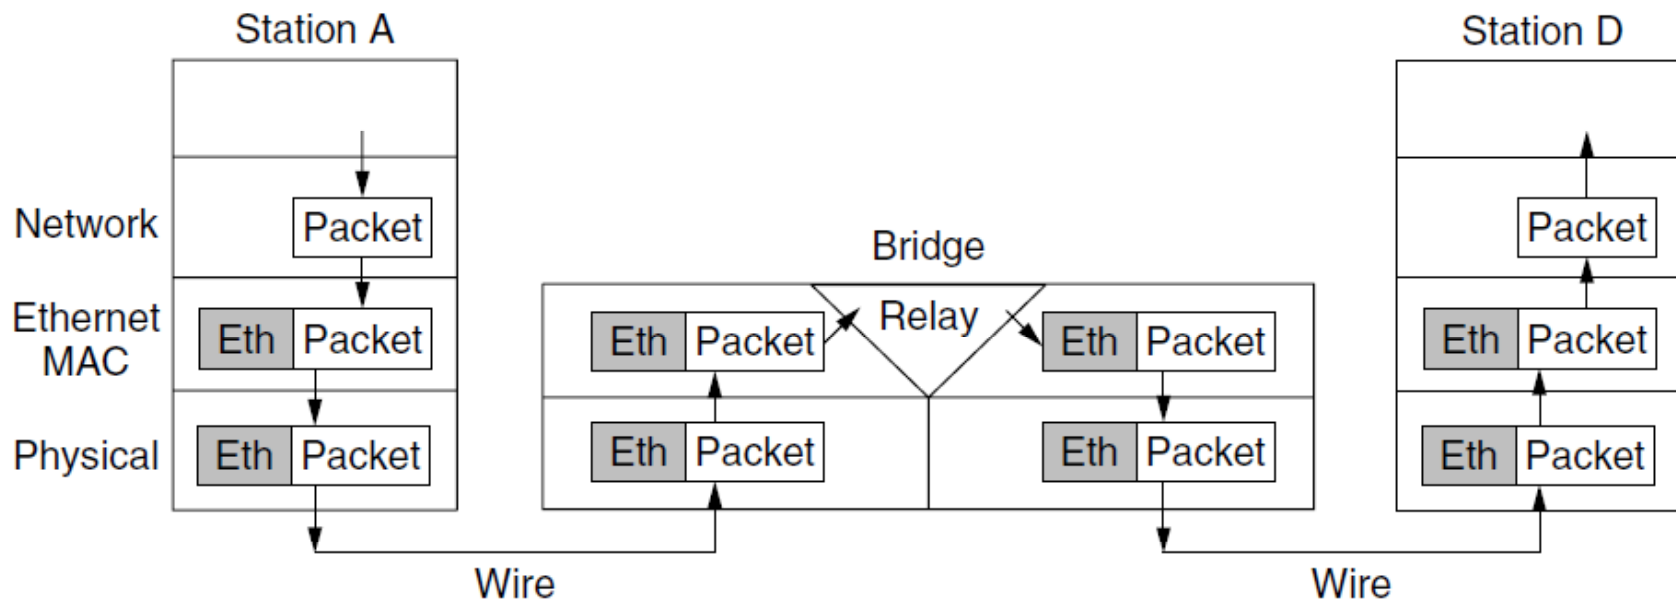 Station A
Station D
Network
Packet
Packet
Bridge
Ethernet
MAC
Eth Packet
Eth Packet
Relay
Eth Packet
Eth Packet
Physical
Eth Packet
Eth Packet
Eth Packet
Eth Packet
Wire
Wire